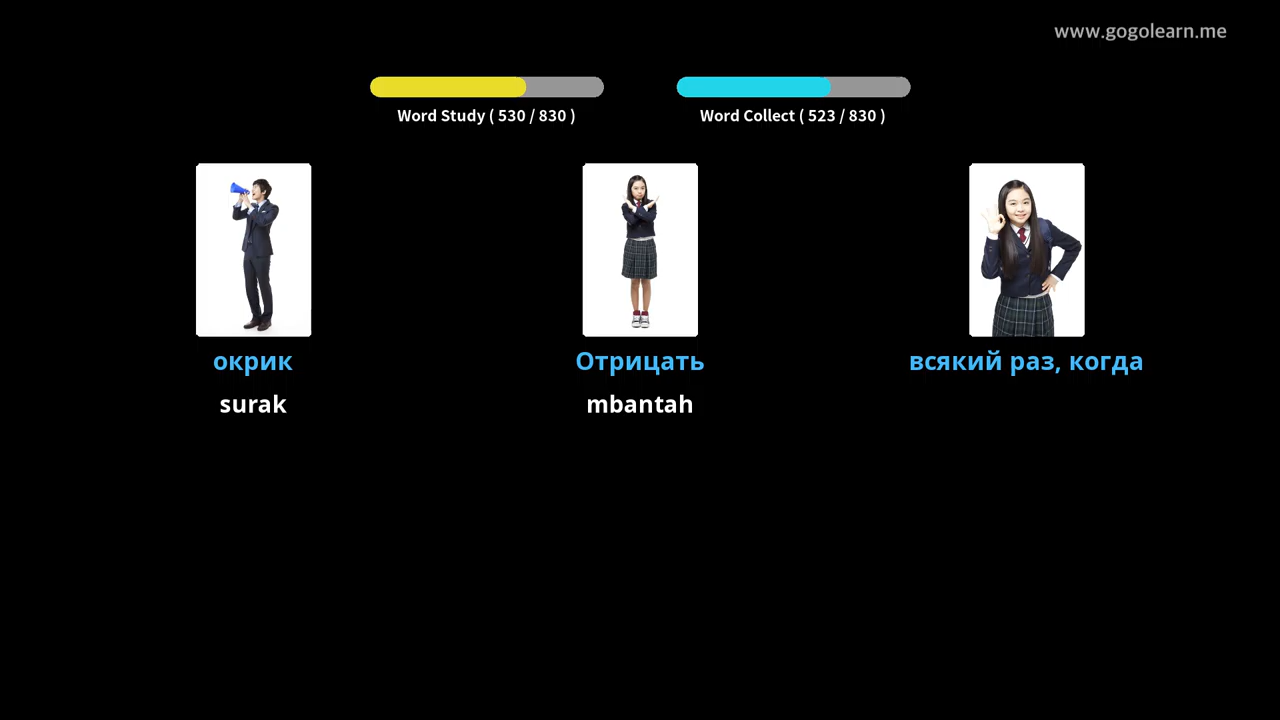 www.gogolearn.me
Word Study ( 530 / 830 )
Word Collect ( 523 / 830 )
окрик
Отрицать
всякий раз, когда
surak
mbantah